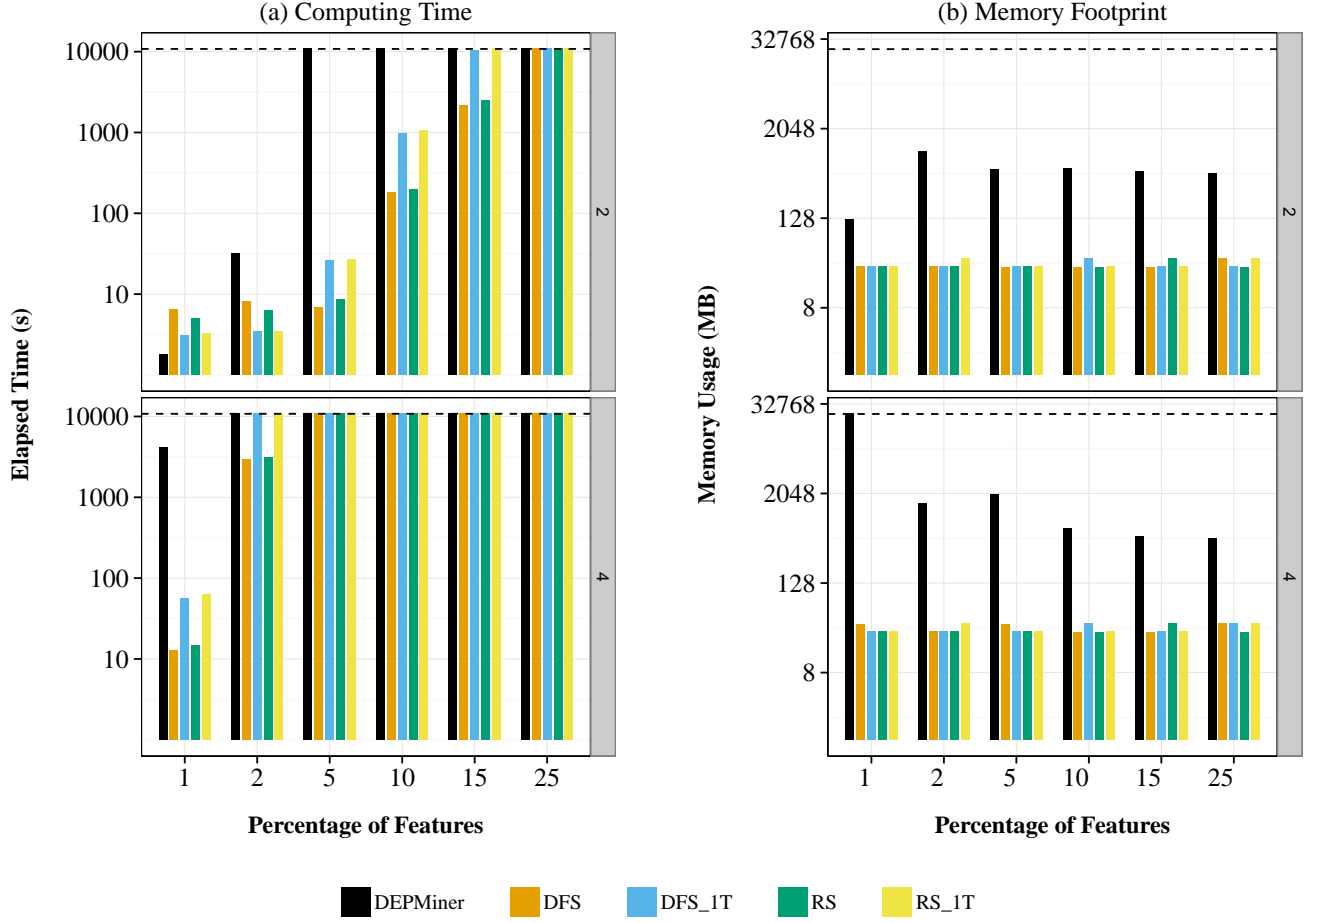 (a) Computing Time
(b) Memory Footprint
Elapsed Time (s)
10000
1000
100
10
2
10000
1000
100
10
4
1 2 5 10 15 25
Percentage of Features
Memory Usage (MB)
32768
2048
128
8
2
32768
2048
128
8
4
1 2 5 10 15 25
Percentage of Features
DEPMiner DFS DFS_1T RS RS_1T